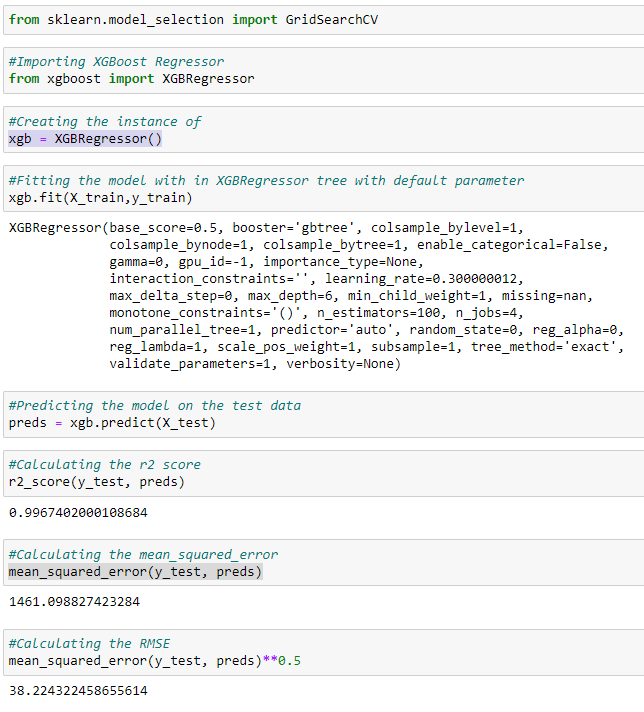 from sklearn.model_selection import GridSearchCV
#Importing XGBoost Regressor
from xgboost import XGBRegressor
#Creating the instance of
xgb = XGBRegressor()
#Fitting the model with in XGBRegressor tree with default parameter
xgb.fit(X_train,y_train)
XGBRegressor(base_score=0.5, booster='gbtree', colsample_bylevel=1,
             colsample_bynode=1, colsample_bytree=1, enable_categorical=False,
             gamma=0, gpu_id=-1, importance_type=None,
             interaction_constraints='', learning_rate=0.300000012,
             max_delta_step=0, max_depth=6, min_child_weight=1, missing=nan,
             monotone_constraints='()', n_estimators=100, n_jobs=4,
             num_parallel_tree=1, predictor='auto', random_state=0, reg_alpha=0,
             reg_lambda=1, scale_pos_weight=1, subsample=1, tree_method='exact',
             validate_parameters=1, verbosity=None)
#Predicting the model on the test data
preds = xgb.predict(X_test)
#Calculating the r2 score
r2_score(y_test, preds)
0.9967402000108684
#Calculating the mean_squared_error
mean_squared_error(y_test, preds)
1461.098827423284
#Calculating the RMSE
mean_squared_error(y_test, preds)**0.5
38.224322458655614